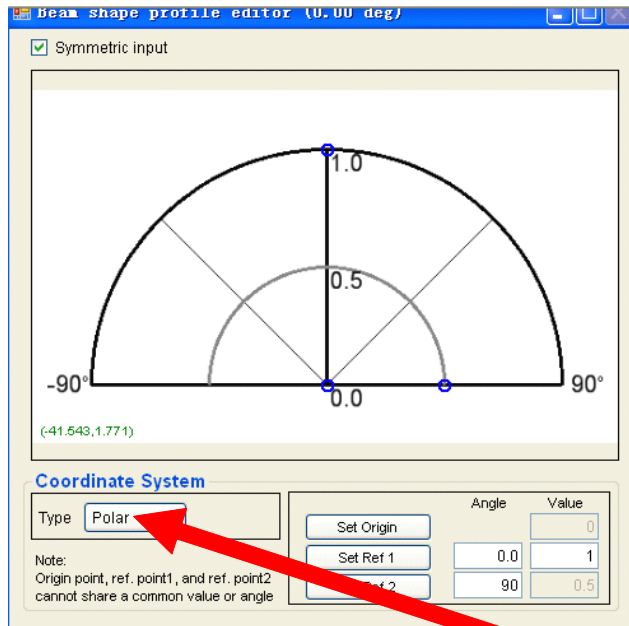 Beam shape profile editor (0.00 deg)
Symmetric input
1.0
0.5
-90°
0.0
90°
(-41.543,1.771)
Coordinate System
Type Polar
Angle Value
Set Origin 0
Set Ref 1 0.0 1
Ref 2 90 0.5
Note:
Origin point, ref. point1, and ref. point2
cannot share a common value or angle